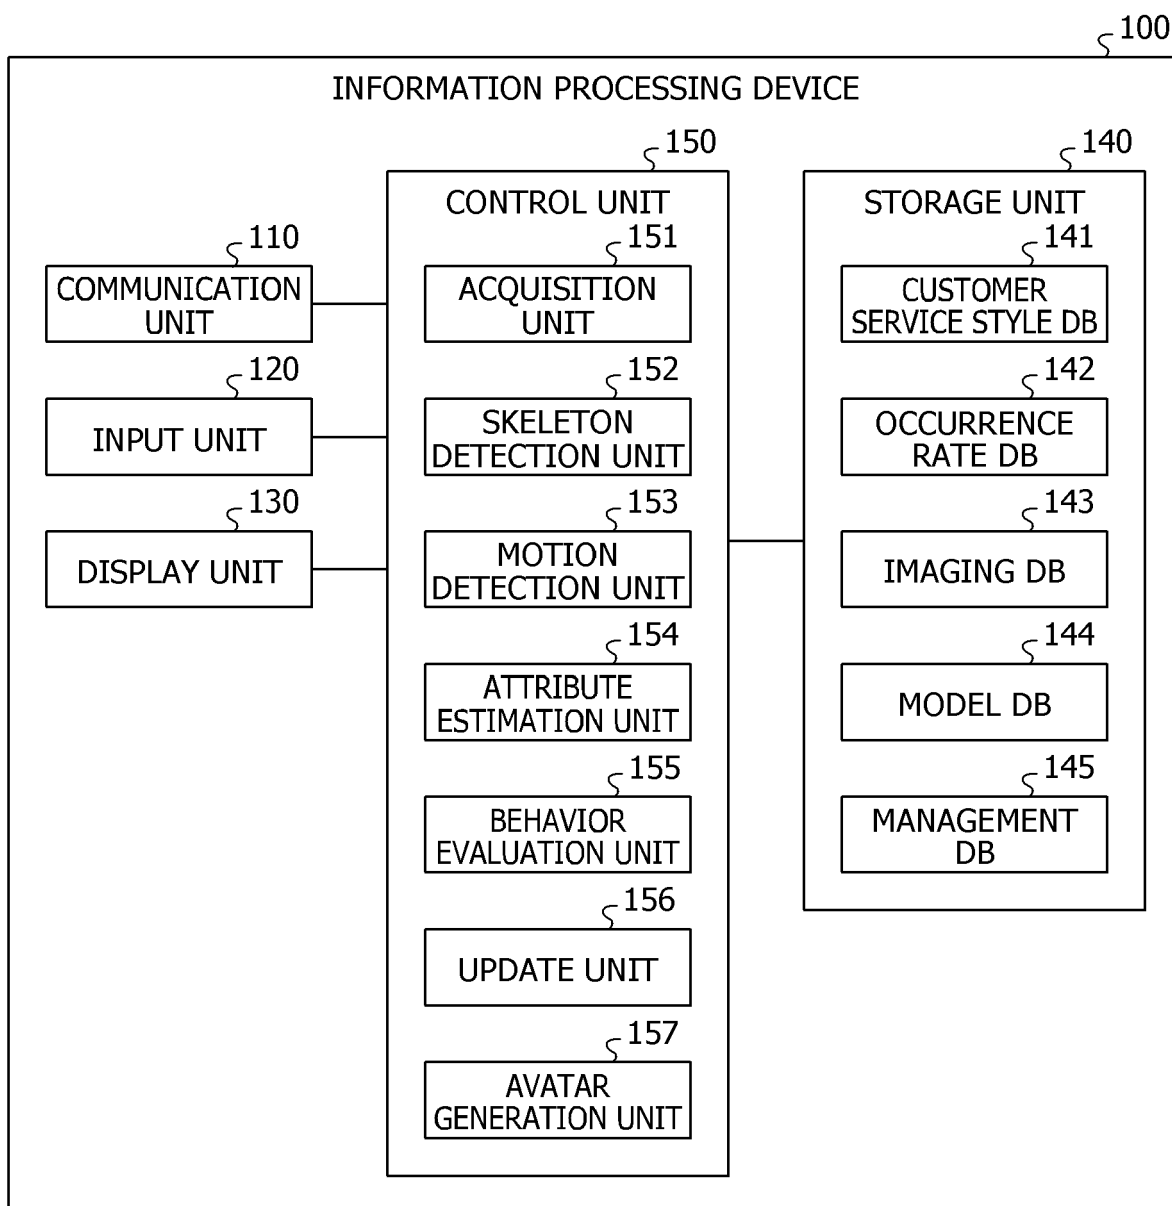 100
INFORMATION PROCESSING DEVICE
150
CONTROL UNIT
140
STORAGE UNIT
110
COMMUNICATION
UNIT
120
INPUT UNIT
130
DISPLAY UNIT
151
ACQUISITION
UNIT
152
SKELETON
DETECTION UNIT
153
MOTION
DETECTION UNIT
154
ATTRIBUTE
ESTIMATION UNIT
155
BEHAVIOR
EVALUATION UNIT
156
UPDATE UNIT
157
AVATAR
GENERATION UNIT
141
CUSTOMER
SERVICE STYLE DB
142
OCCURRENCE
RATE DB
143
IMAGING DB
144
MODEL DB
145
MANAGEMENT
DB